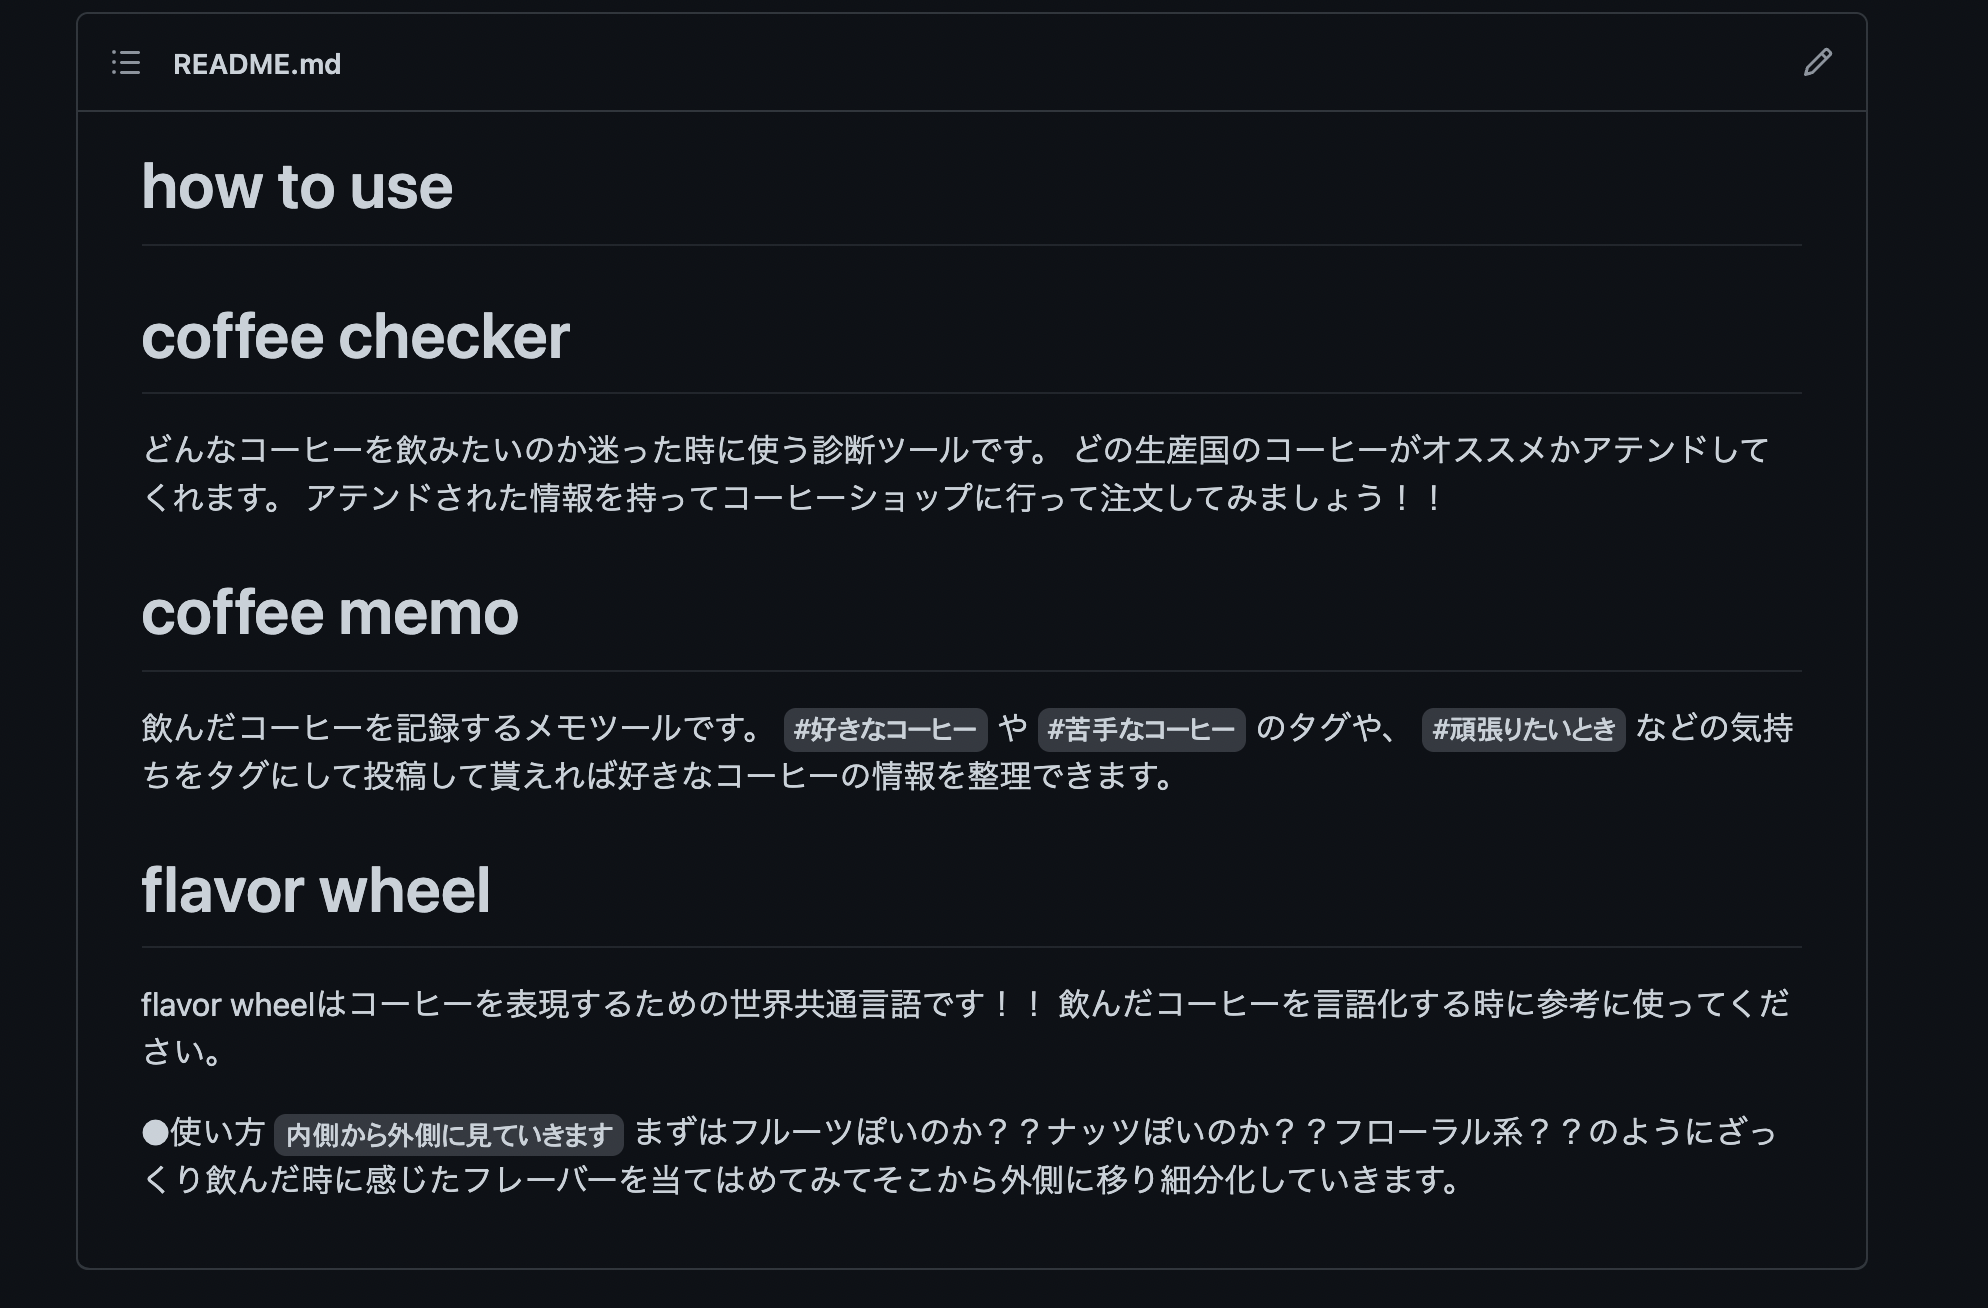 README.md
how to use
coffee checker
どんなコーヒーを飲みたいのか迷った時に使う診断ツールです。 どの生産国のコーヒーがオススメかアテンドして
くれます。 アテンドされた情報を持ってコーヒーショップに行って注文してみましょう！！
coffee memo
飲んだコーヒーを記録するメモツールです。 #好きなコーヒー や #苦手なコーヒー のタグや、 #頑張りたいとき などの気持
ちをタグにして投稿して貰えれば好きなコーヒーの情報を整理できます。
flavor wheel
flavor wheelはコーヒーを表現するための世界共通言語です！！ 飲んだコーヒーを言語化する時に参考に使ってくだ
さい。
●使い方 内側から外側に見ていきます まずはフルーツぽいのか？？ナッツぽいのか？？フローラル系？？のようにざっ
くり飲んだ時に感じたフレーバーを当てはめてみてそこから外側に移り細分化していきます。